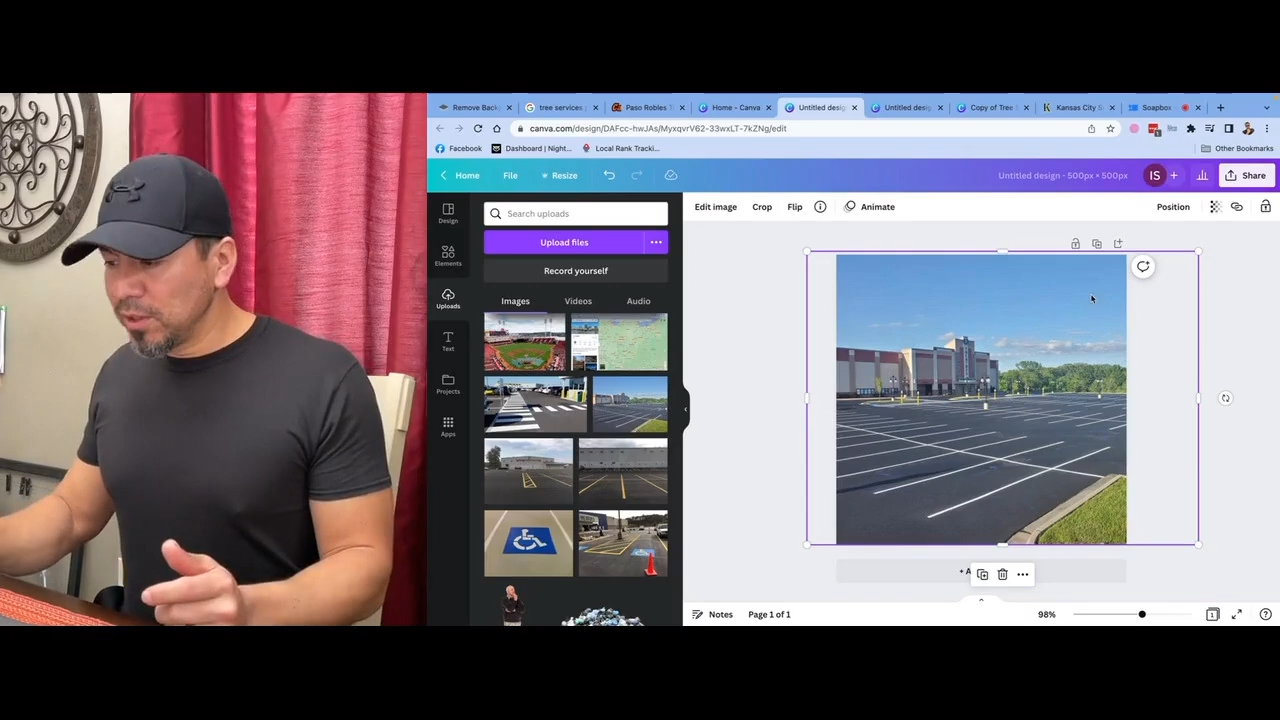 Remove Back
tree services
Paso Robles T
Home - Canva
Untitled desig
Untitled desig
Copy of Tree S
Kansas City S
Soapbox
canva.com/design/DAFcc-hwJAs/MyxqvrV62-33wxLT-7kZNg/edit
Facebook
Dashboard | Night...
Local Rank Tracki...
Other Bookmarks
Home
File
Resize
Untitled design - 500px × 500px
IS
+
Share
Design
Elements
Uploads
Text
Projects
Apps
Search uploads
Upload files
Record yourself
Images
Videos
Audio
Edit image
Crop
Flip
Animate
Position
+ A
Notes
Page 1 of 1
98%
1